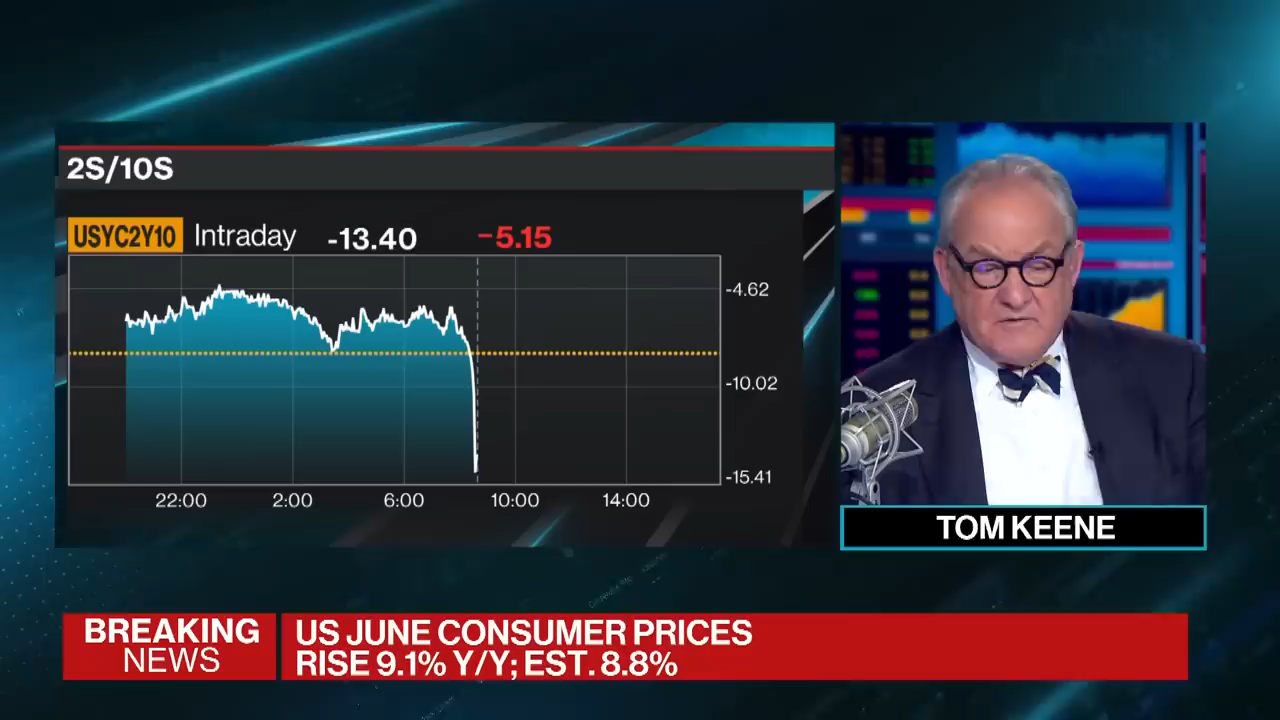 2S/10S
USYC2Y10 Intraday -13.40 -5.15
-4.62
-10.02
-15.41
22:00 2:00 6:00 10:00 14:00
TOM KEENE
BREAKING NEWS
US JUNE CONSUMER PRICES
RISE 9.1% Y/Y; EST. 8.8%